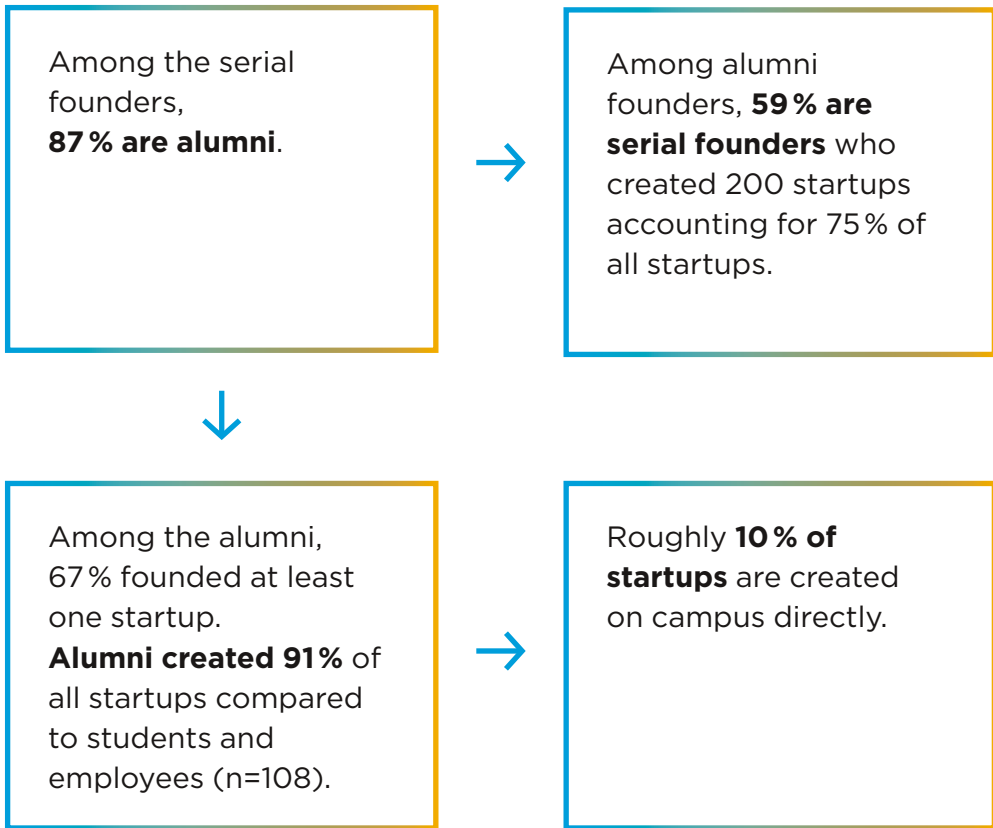 Among the serial
founders,
87 % are alumni.
Among alumni
founders, 59 % are
serial founders who
created 200 startups
accounting for 75 % of
all startups.
Among the alumni,
67 % founded at least
one startup.
Alumni created 91 % of
all startups compared
to students and
employees (n=108).
Roughly 10 % of
startups are created
on campus directly.